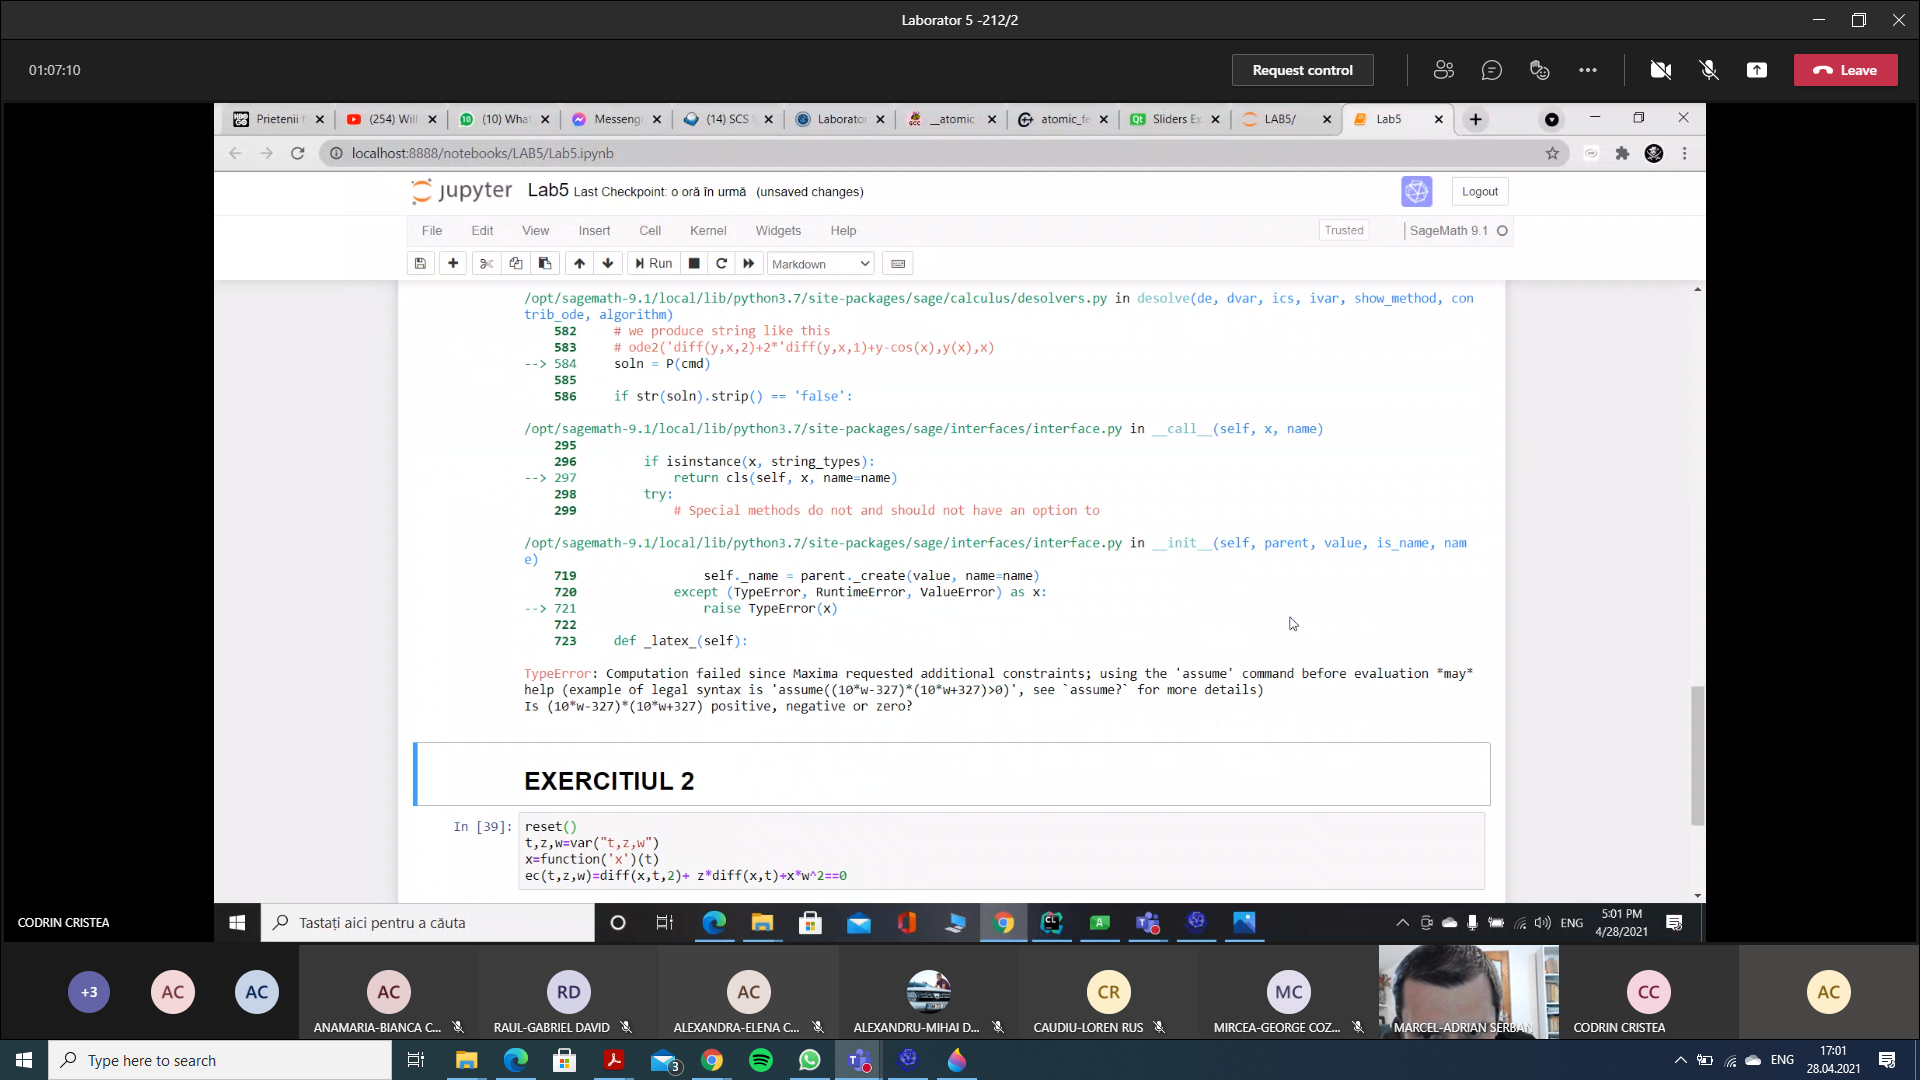 Laborator 5 -212/2
01:07:10
Request control
Leave
Prietenii t
(254) Will
(10) What
Messeng
(14) SCS
Laborato
__atomic
atomic_fe
Sliders Ex
LAB5/
Lab5
localhost:8888/notebooks/LAB5/Lab5.ipynb
jupyter Lab5 Last Checkpoint: o oră în urmă (unsaved changes)
Logout
File Edit View Insert Cell Kernel Widgets Help
Trusted
SageMath 9.1
Run
Markdown
/opt/sagemath-9.1/local/lib/python3.7/site-packages/sage/calculus/desolvers.py in desolve(de, dvar, ics, ivar, show_method, con
trib_ode, algorithm)
582 # we produce string like this
583 # ode2('diff(y,x,2)+2*'diff(y,x,1)+y-cos(x),y(x),x)
--> 584 soln = P(cmd)
585
586 if str(soln).strip() == 'false':
/opt/sagemath-9.1/local/lib/python3.7/site-packages/sage/interfaces/interface.py in __call__(self, x, name)
295
296 if isinstance(x, string_types):
--> 297 return cls(self, x, name=name)
298 try:
299 # Special methods do not and should not have an option to
/opt/sagemath-9.1/local/lib/python3.7/site-packages/sage/interfaces/interface.py in __init__(self, parent, value, is_name, nam
e)
719 self._name = parent._create(value, name=name)
720 except (TypeError, RuntimeError, ValueError) as x:
--> 721 raise TypeError(x)
722
723 def _latex_(self):
TypeError: Computation failed since Maxima requested additional constraints; using the 'assume' command before evaluation *may*
help (example of legal syntax is 'assume((10*w-327)*(10*w+327)>0)', see `assume?` for more details)
Is (10*w-327)*(10*w+327) positive, negative or zero?
EXERCITIUL 2
In [39]:
reset()
t,z,w=var("t,z,w")
x=function('x')(t)
ec(t,z,w)=diff(x,t,2)+ z*diff(x,t)+x*w^2==0
CODRIN CRISTEA
Tastați aici pentru a căuta
ENG
5:01 PM
4/28/2021
+3
AC
AC
AC
ANAMARIA-BIANCA C...
RD
RAUL-GABRIEL DAVID
AC
ALEXANDRA-ELENA C...
ALEXANDRU-MIHAI D...
CR
CAUDIU-LOREN RUS
MC
MIRCEA-GEORGE COZ...
MARCEL-ADRIAN SERBAN
CC
CODRIN CRISTEA
AC
Type here to search
3
ENG
17:01
28.04.2021